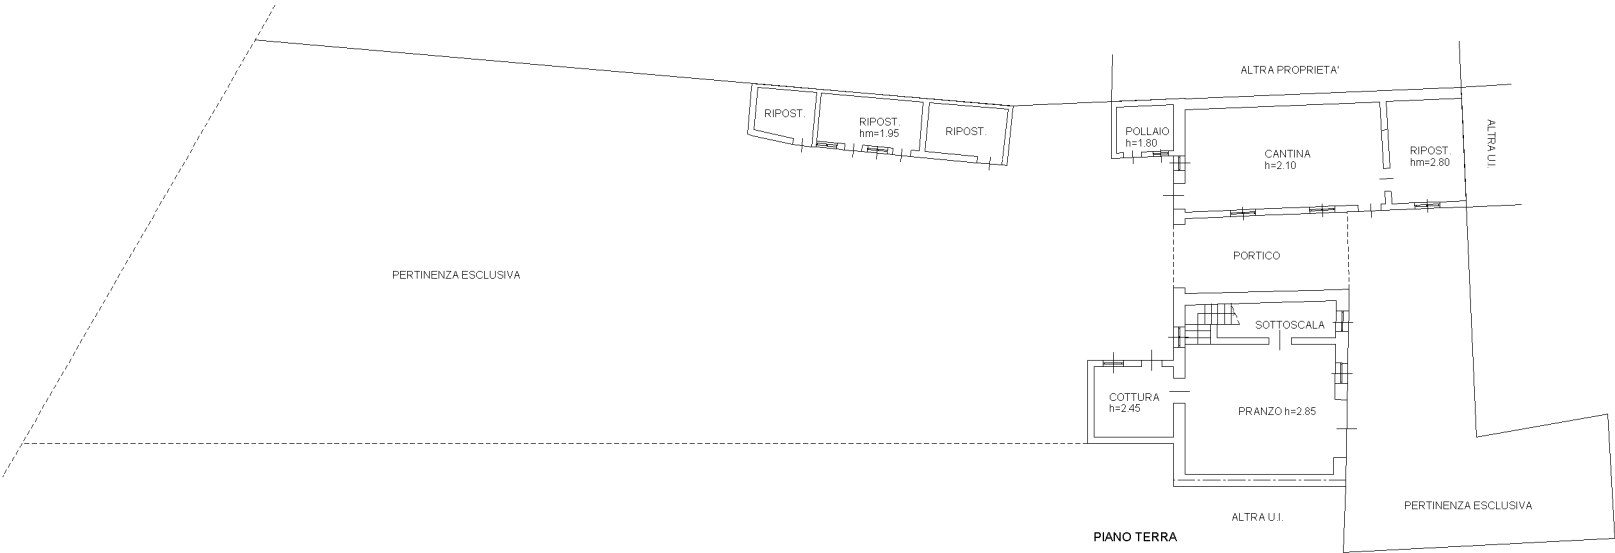 ALTRA PROPRIETA'
RIPOST.
RIPOST.
hm=1.95
RIPOST.
POLLAIO
h=1.80
CANTINA
h=2.10
RIPOST.
hm=2.80
ALTRA U.I.
PORTICO
PERTINENZA ESCLUSIVA
SOTTOSCALA
COTTURA
h=2.45
PRANZO h=2.85
PERTINENZA ESCLUSIVA
ALTRA U.I.
PIANO TERRA